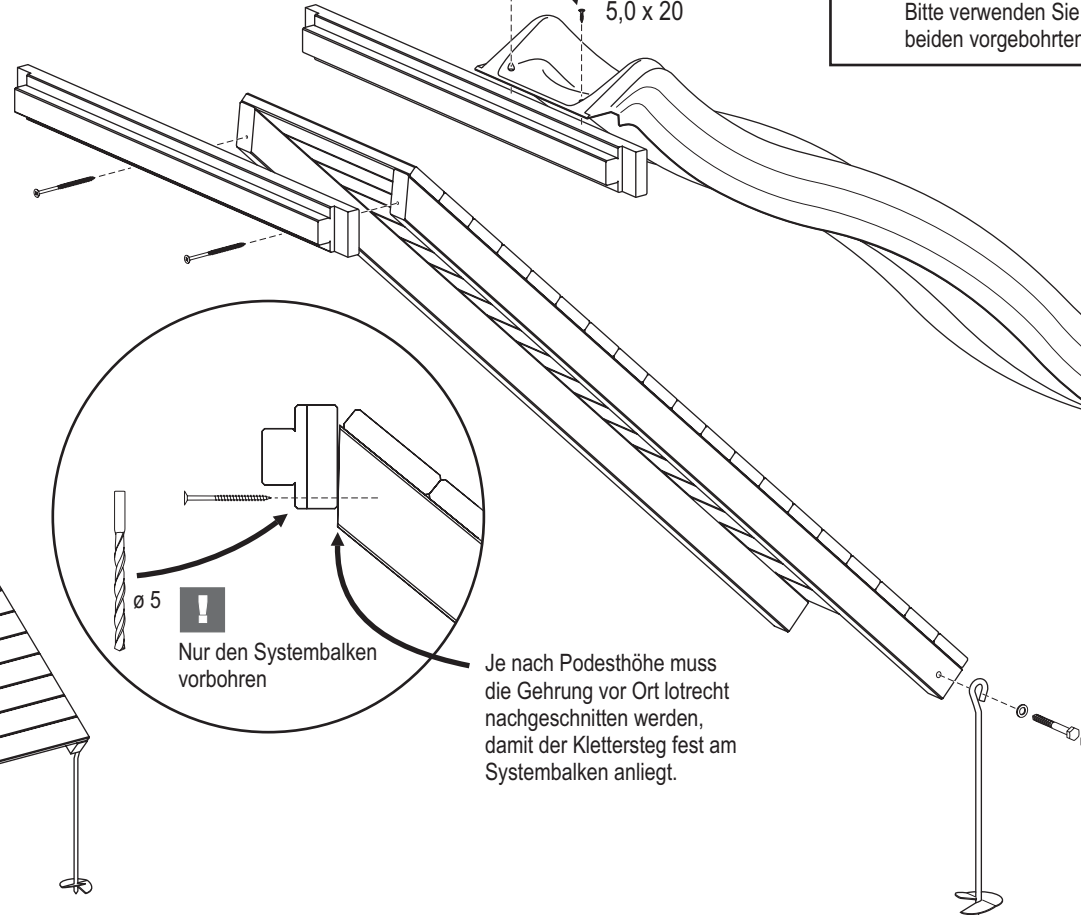 5,0 x 20
Bitte verwenden Sie
beiden vorgebohrten
ø 5
!
Nur den Systembalken
vorbohren
Je nach Podesthöhe muss
die Gehrung vor Ort lotrecht
nachgeschnitten werden,
damit der Klettersteg fest am
Systembalken anliegt.